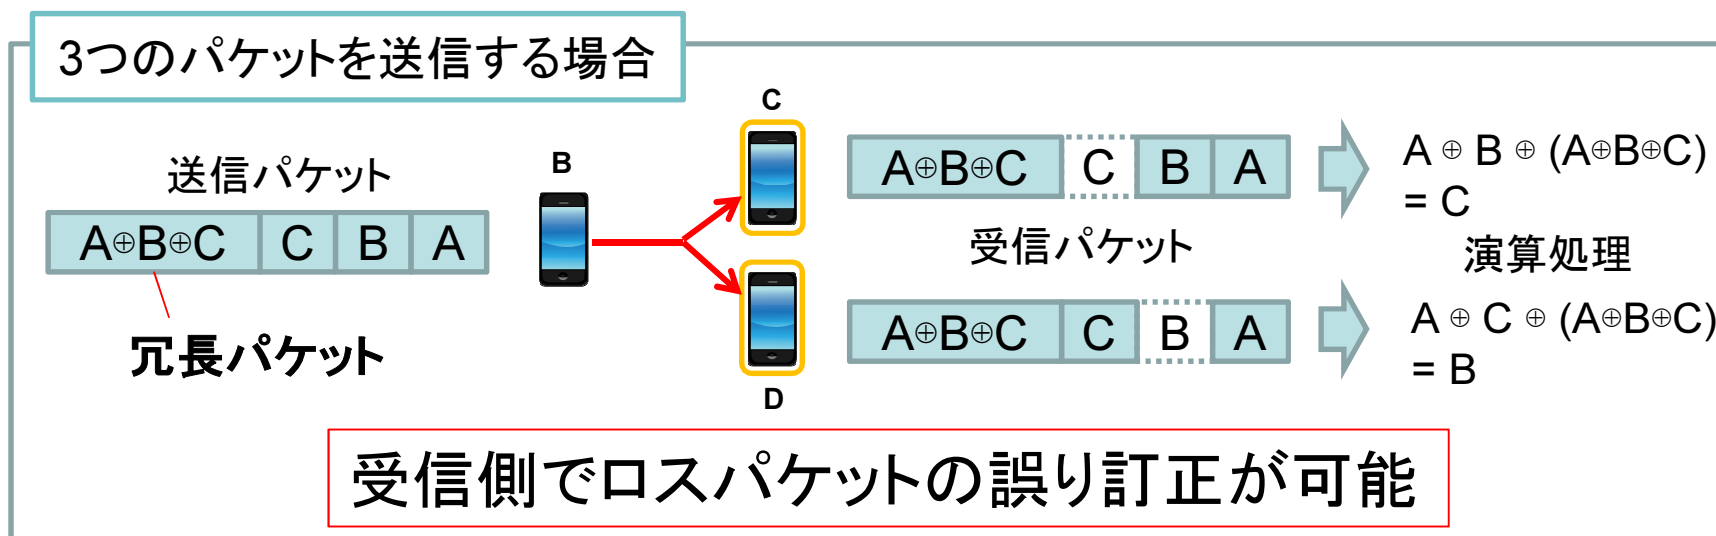 3つのパケットを送信する場合
送信パケット
A⊕B⊕C C B A
冗長パケット
B
C
D
A⊕B⊕C C B A
受信パケット
A⊕B⊕C C B A
A ⊕ B ⊕ (A⊕B⊕C)
= C
演算処理
A ⊕ C ⊕ (A⊕B⊕C)
= B
受信側でロスパケットの誤り訂正が可能